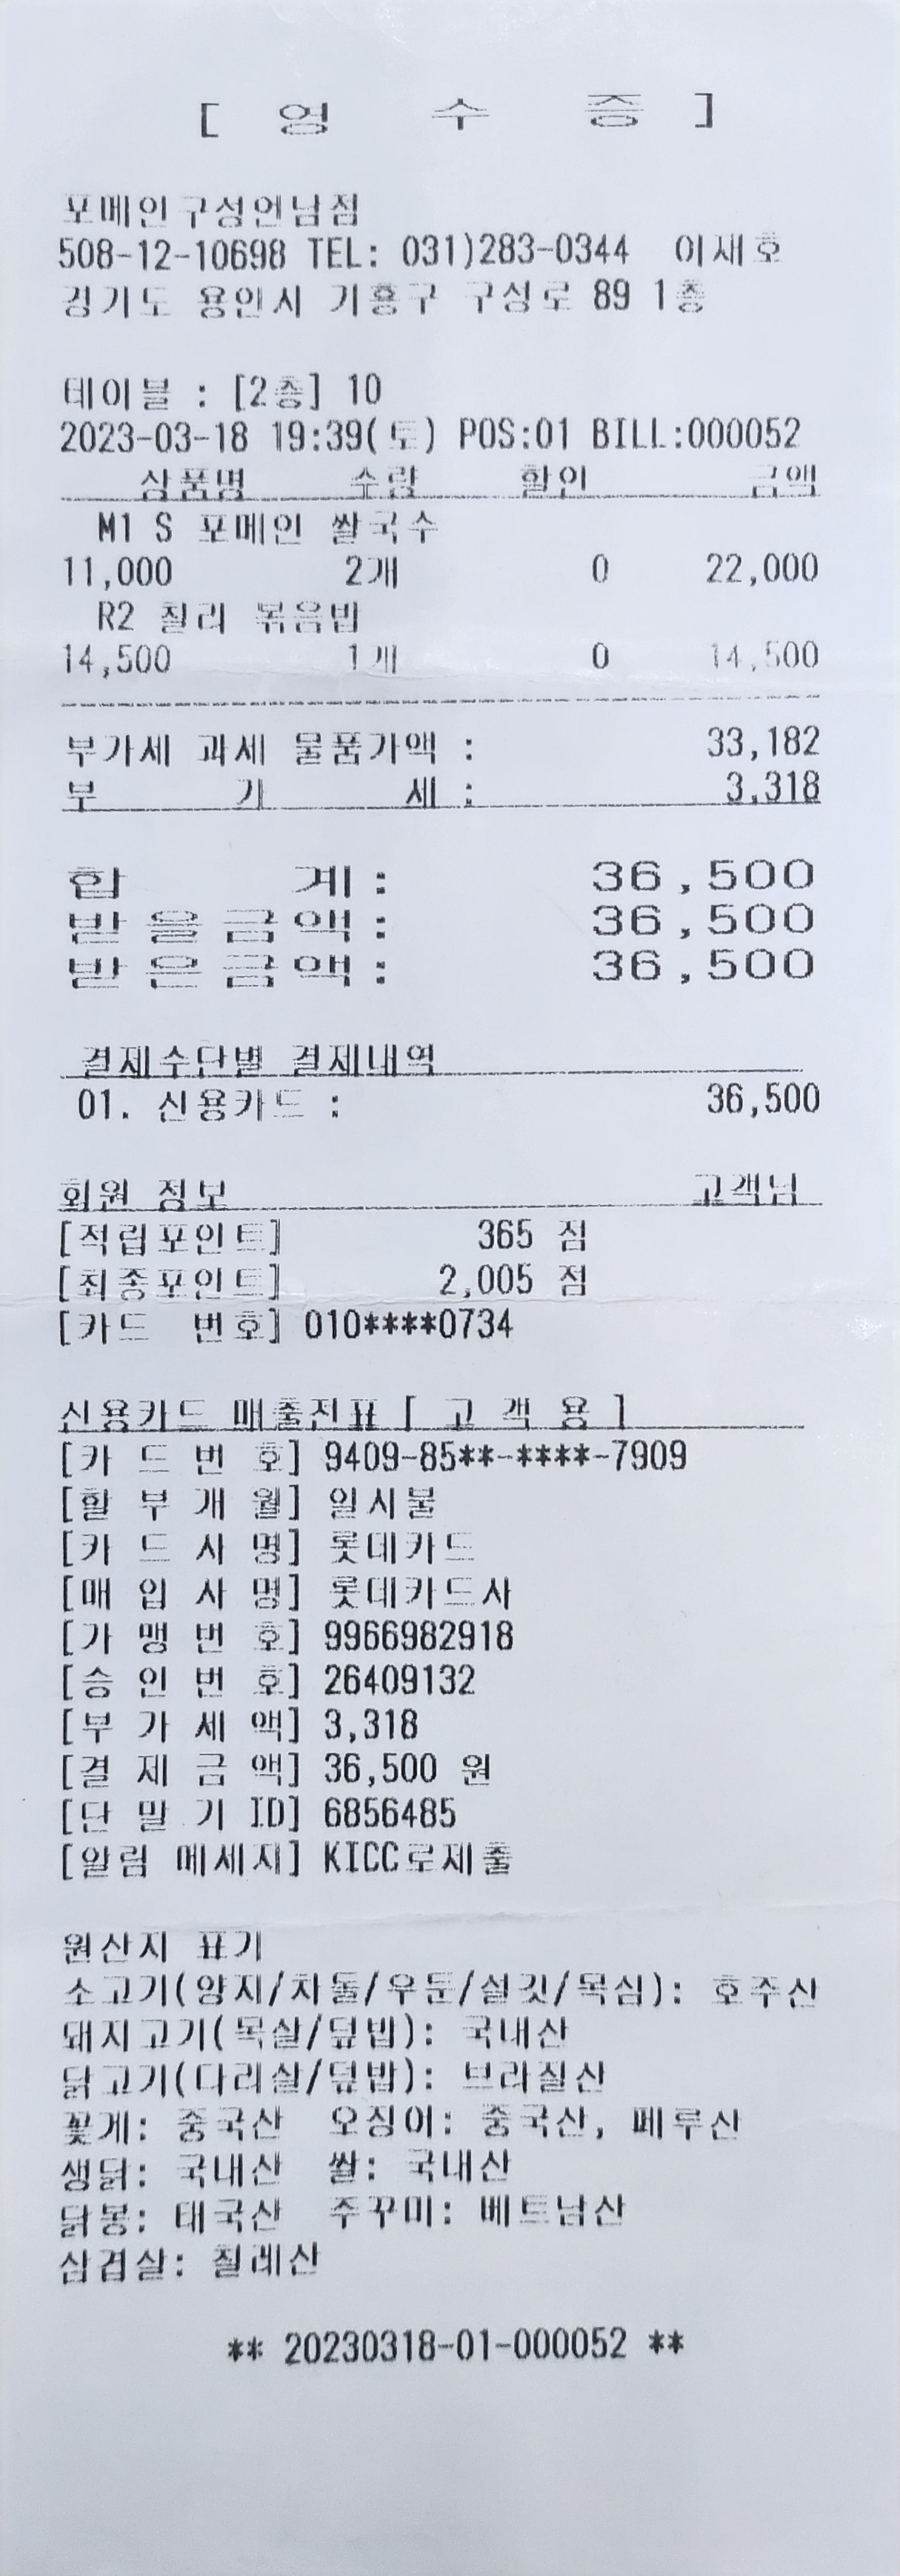 [ 영 수 증 ]
포메인구성언남점
508-12-10698 TEL: 031)283-0344 이재호
경기도 용인시 기흥구 구성로 89 1층
테이블 : [2층] 10
2023-03-18 19:39(토) POS:01 BILL:000052
상품명 수량 할인 금액
M1 S 포메인 쌀국수
11,000 2개 0 22,000
R2 칠리 볶음밥
14,500 1개 0 14,500
부가세 과세 물품가액 : 33,182
부 가 세 : 3,318
합 계 : 36,500
받을금액 : 36,500
받은금액 : 36,500
결제수단별 결제내역
01. 신용카드 : 36,500
회원 정보 고객님
[적립포인트] 365 점
[최종포인트] 2,005 점
[카드 번호] 010****0734
신용카드 매출전표 [ 고 객 용 ]
[카 드 번 호] 9409-85**-****-7909
[할 부 개 월] 일시불
[카 드 사 명] 롯데카드
[매 입 사 명] 롯데카드사
[가 맹 번 호] 9966982918
[승 인 번 호] 26409132
[부 가 세 액] 3,318
[결 제 금 액] 36,500 원
[단 말 기 ID] 6856485
[알림 메세지] KICC로제출
원산지 표기
소고기(양지/차돌/우둔/설깃/목심): 호주산
돼지고기(목살/덮밥): 국내산
닭고기(다리살/덮밥): 브라질산
꽃게: 중국산 오징어: 중국산, 페루산
생닭: 국내산 쌀: 국내산
닭봉: 태국산 주꾸미: 베트남산
삼겹살: 칠레산
** 20230318-01-000052 **